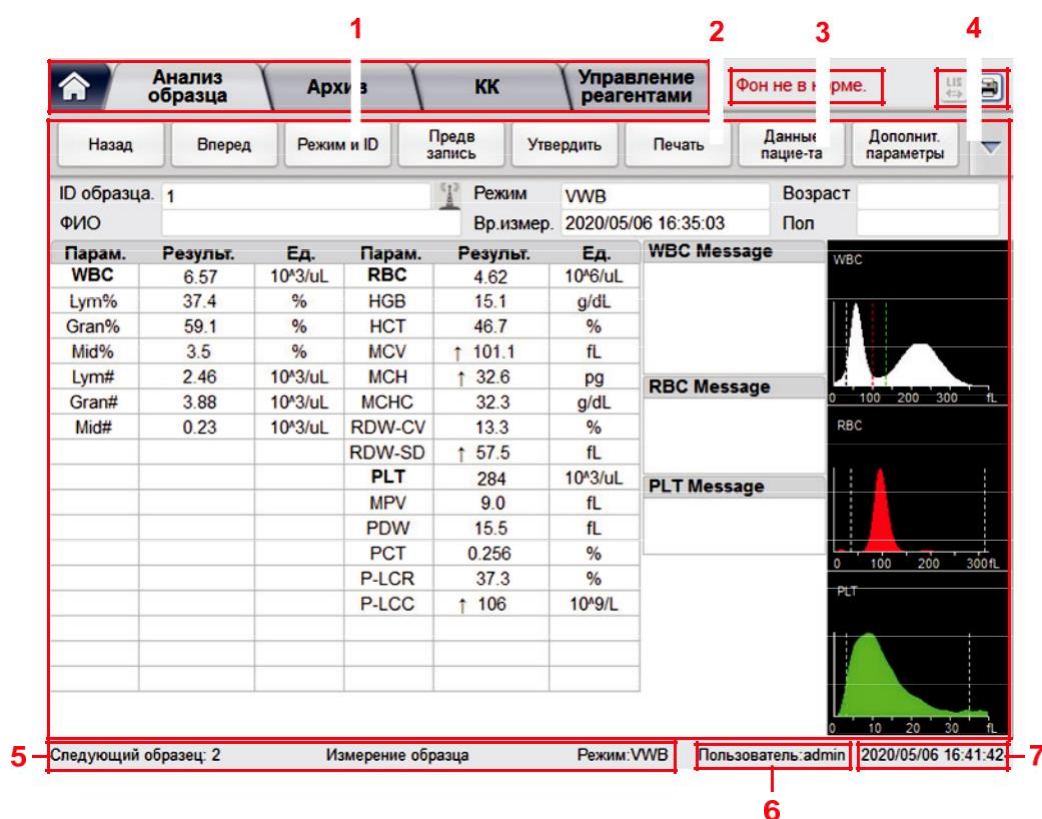 1 2 3 4
Анализ образца Архив КК Управление реагентами Фон не в норме. LIS
Назад Вперед Режим и ID Предв запись Утвердить Печать Данные пацие-та Дополнит. параметры
ID образца. 1 Режим VWB Возраст
ФИО Вр.измер. 2020/05/06 16:35:03 Пол
Парам. Результ. Ед. Парам. Результ. Ед. WBC Message WBC
WBC 6.57 10^3/uL RBC 4.62 10^6/uL
Lym% 37.4 % HGB 15.1 g/dL
Gran% 59.1 % HCT 46.7 %
Mid% 3.5 % MCV ↑ 101.1 fL
Lym# 2.46 10^3/uL MCH ↑ 32.6 pg RBC Message
Gran# 3.88 10^3/uL MCHC 32.3 g/dL 0 100 200 300 fL
Mid# 0.23 10^3/uL RDW-CV 13.3 % RBC
RDW-SD ↑ 57.5 fL
PLT 284 10^3/uL PLT Message
MPV 9.0 fL
PDW 15.5 fL
PCT 0.256 % 0 100 200 300fL
P-LCR 37.3 % PLT
P-LCC ↑ 106 10^9/L
0 10 20 30 fL
5 Следующий образец: 2 Измерение образца Режим:VWB Пользователь:admin 2020/05/06 16:41:42 7
6